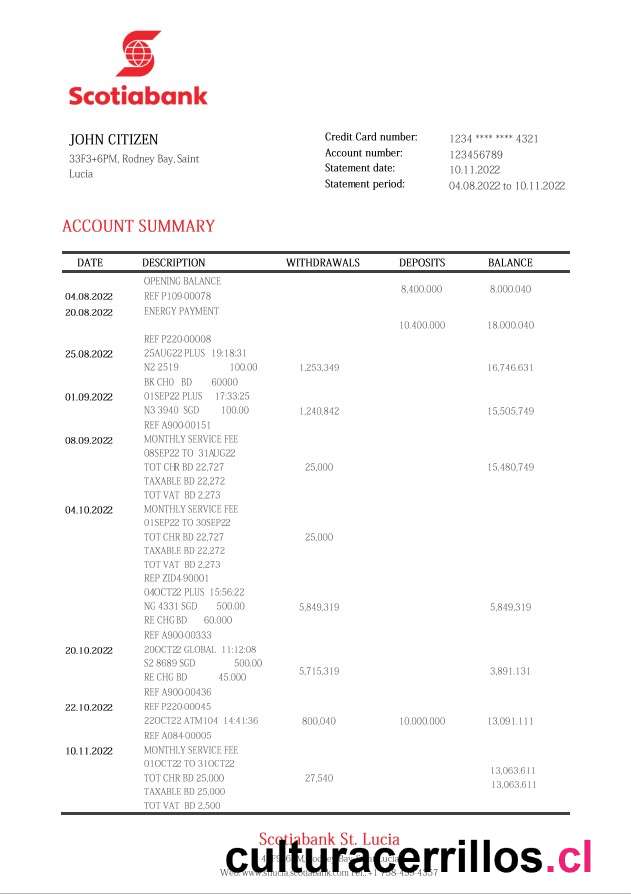 Scotiabank
JOHN CITIZEN
33F3+6PM, Rodney Bay, Saint
Lucia
Credit Card number: 1234 **** **** 4321
Account number: 123456789
Statement date: 10.11.2022
Statement period: 04.08.2022 to 10.11.2022
ACCOUNT SUMMARY
DATE DESCRIPTION WITHDRAWALS DEPOSITS BALANCE
OPENING BALANCE
8,400.000 8.000.040
04.08.2022 REF P109-00078
20.08.2022 ENERGY PAYMENT
10.400.000 18.000.040
REF P220-00008
25.08.2022 25AUG22 PLUS 19:18:31
N2 2519 100.00 1,253,349 16,746.631
BK CHO BD 60000
01.09.2022 01SEP22 PLUS 17:33:25
N3 3940 SGD 100.00 1,240,842 15,505,749
REF A900-00151
08.09.2022 MONTHLY SERVICE FEE
08SEP22 TO 31AUG22
TOT CHR BD 22,727 25,000 15.480,749
TAXABLE BD 22,272
TOT VAT BD 2,273
04.10.2022 MONTHLY SERVICE FEE
01SEP22 TO 30SEP22
TOT CHR BD 22,727 25,000
TAXABLE BD 22,272
TOT VAT BD 2,273
REP ZID4-90001
04OCT22 PLUS 15:56:22
NG 4331 SGD 500.00 5,849,319 5,849,319
RE CHG BD 60.000
REF A900-00333
20.10.2022 20OCT22 GLOBAL 11:12:08
S2 8689 SGD 500.00
5,715,319 3,891.131
RE CHG BD 45.000
REF A900-00436
22.10.2022 REF P220-00045
22OCT22 ATM104 14:41:36 800,040 10.000.000 13,091.111
REF A084-00005
10.11.2022 MONTHLY SERVICE FEE
01OCT22 TO 31OCT22
13,063.611
TOT CHR BD 25,000 27,540
13,063.611
TAXABLE BD 25,000
TOT VAT BD 2,500
Scotiabank St. Lucia
culturacerrillos.cl